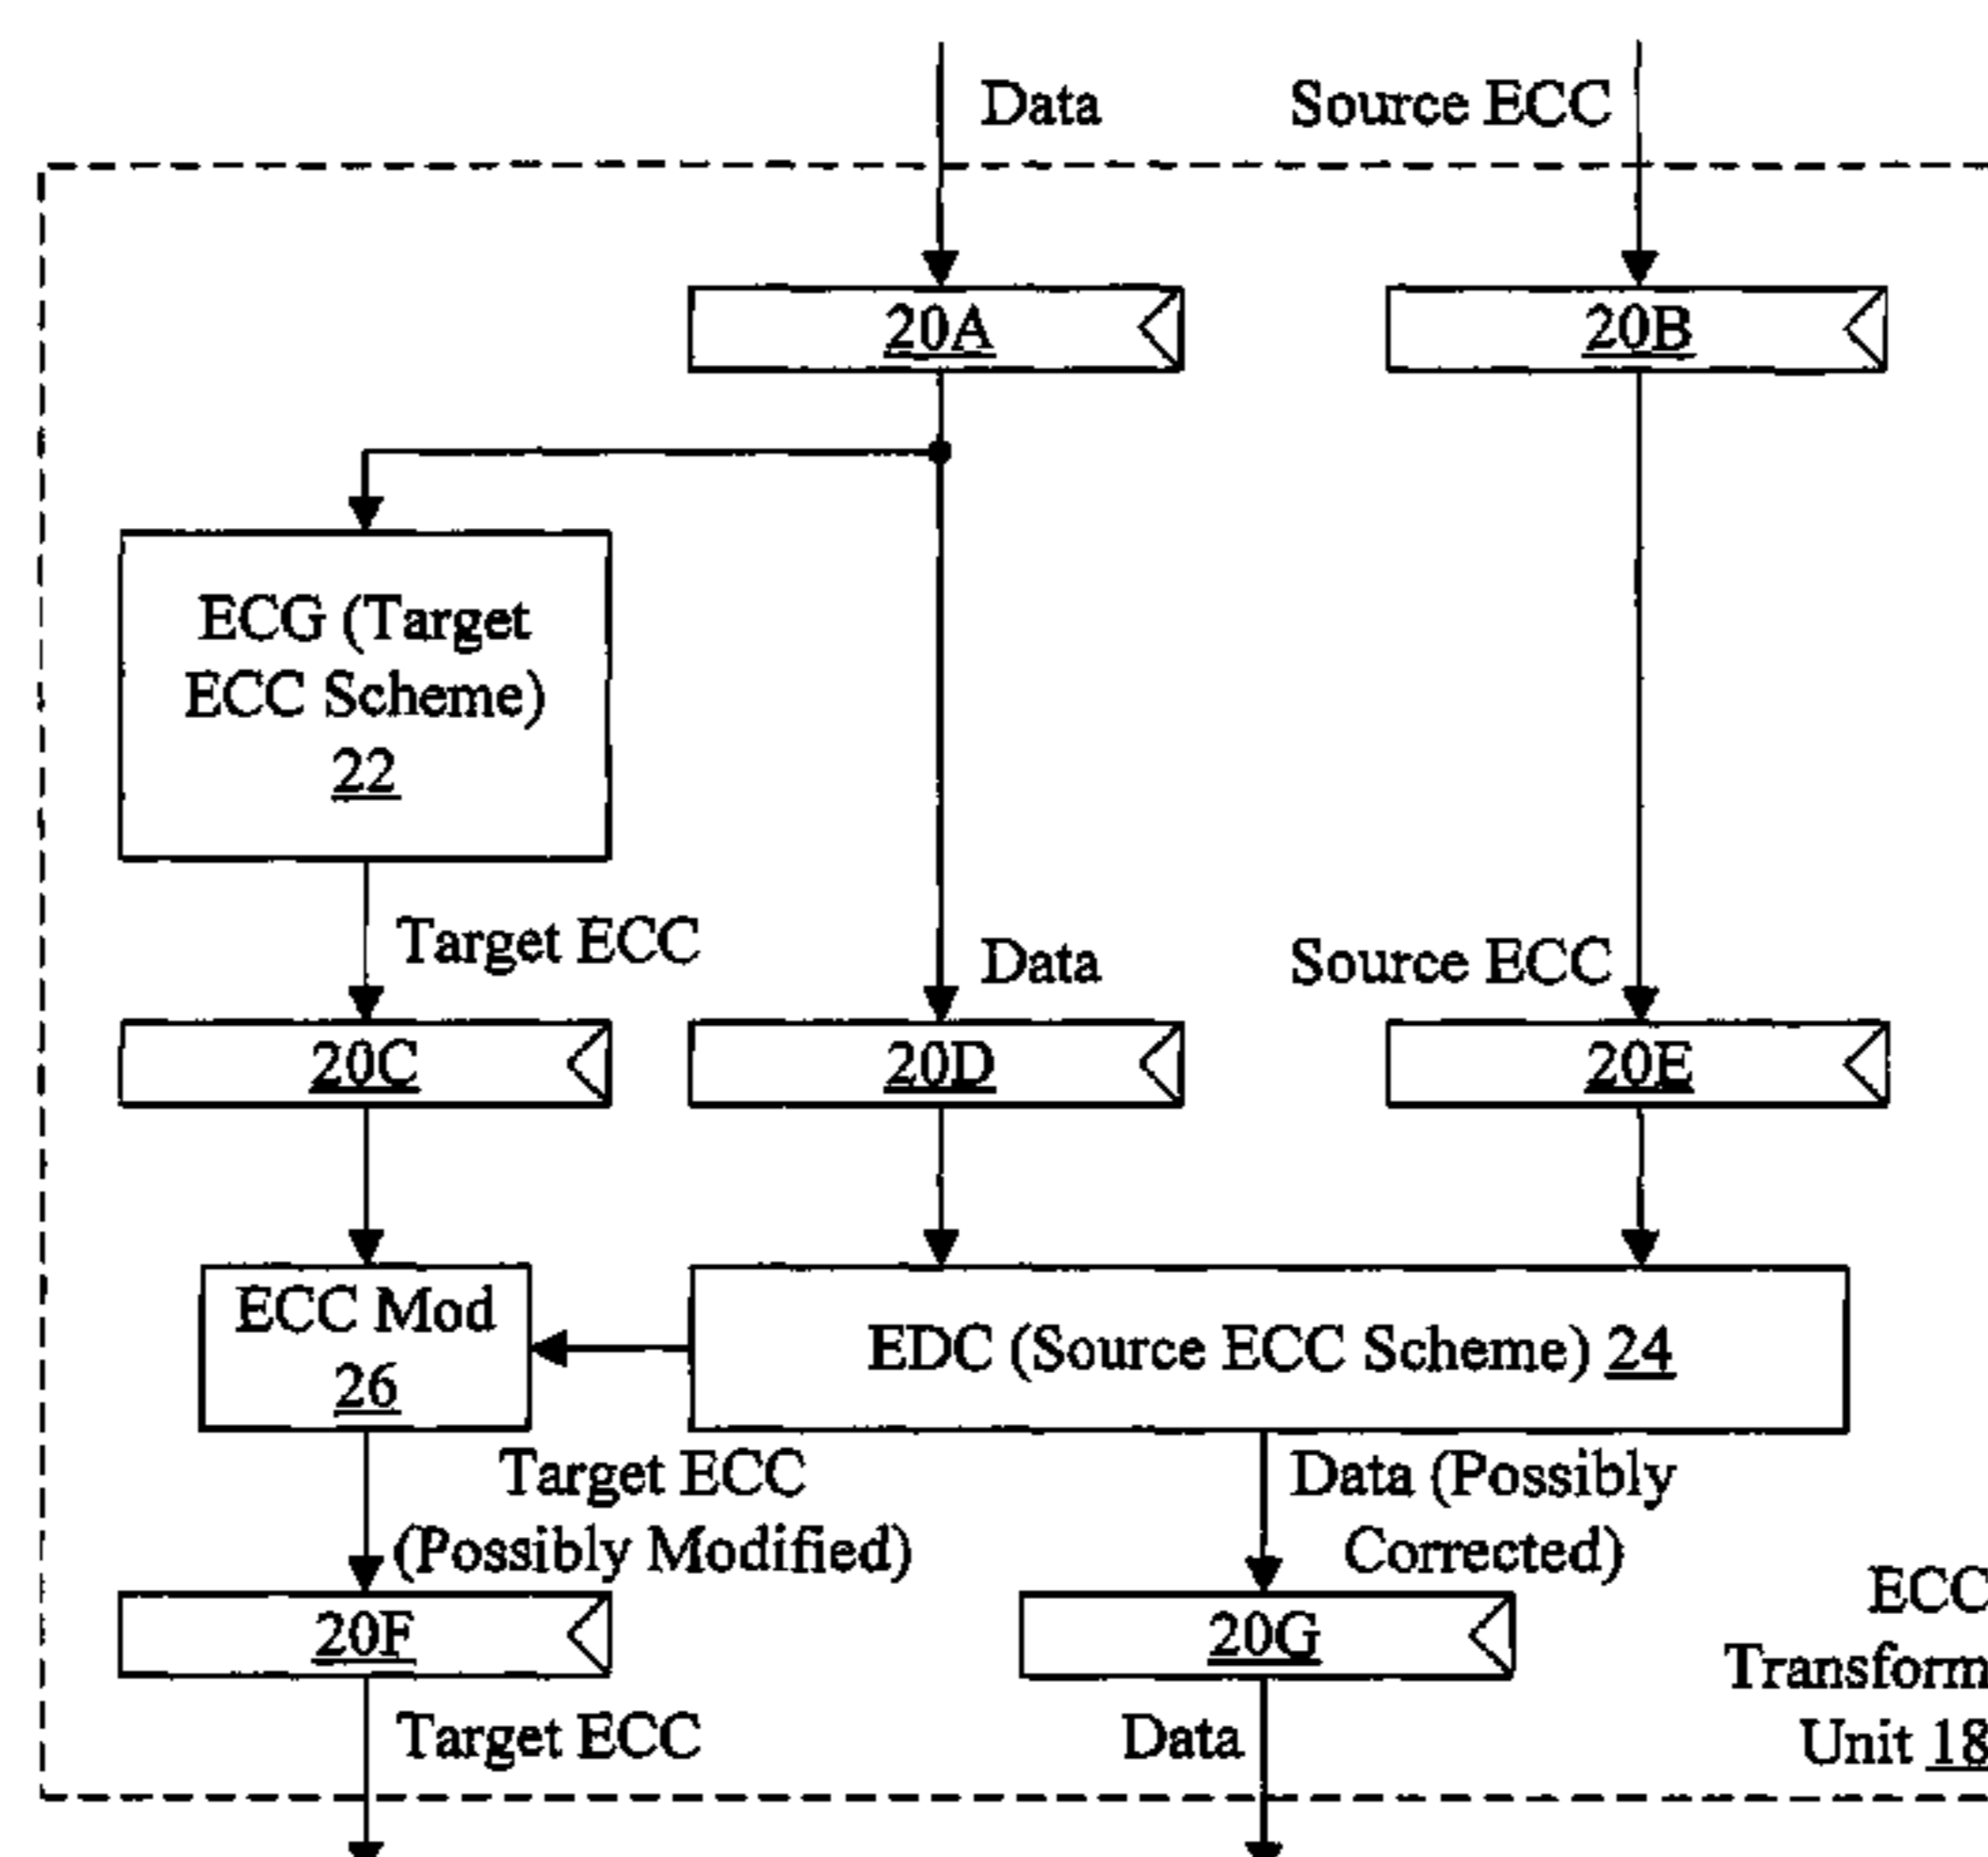 Data
Source ECC
20A
20B
ECG (Target
ECC Scheme)
22
Target ECC
Data
Source ECC
20C
20D
20E
ECC Mod
26
EDC (Source ECC Scheme) 24
Target ECC
(Possibly Modified)
Data (Possibly
Corrected)
20F
20G
ECC
Transform
Unit 18
Target ECC
Data